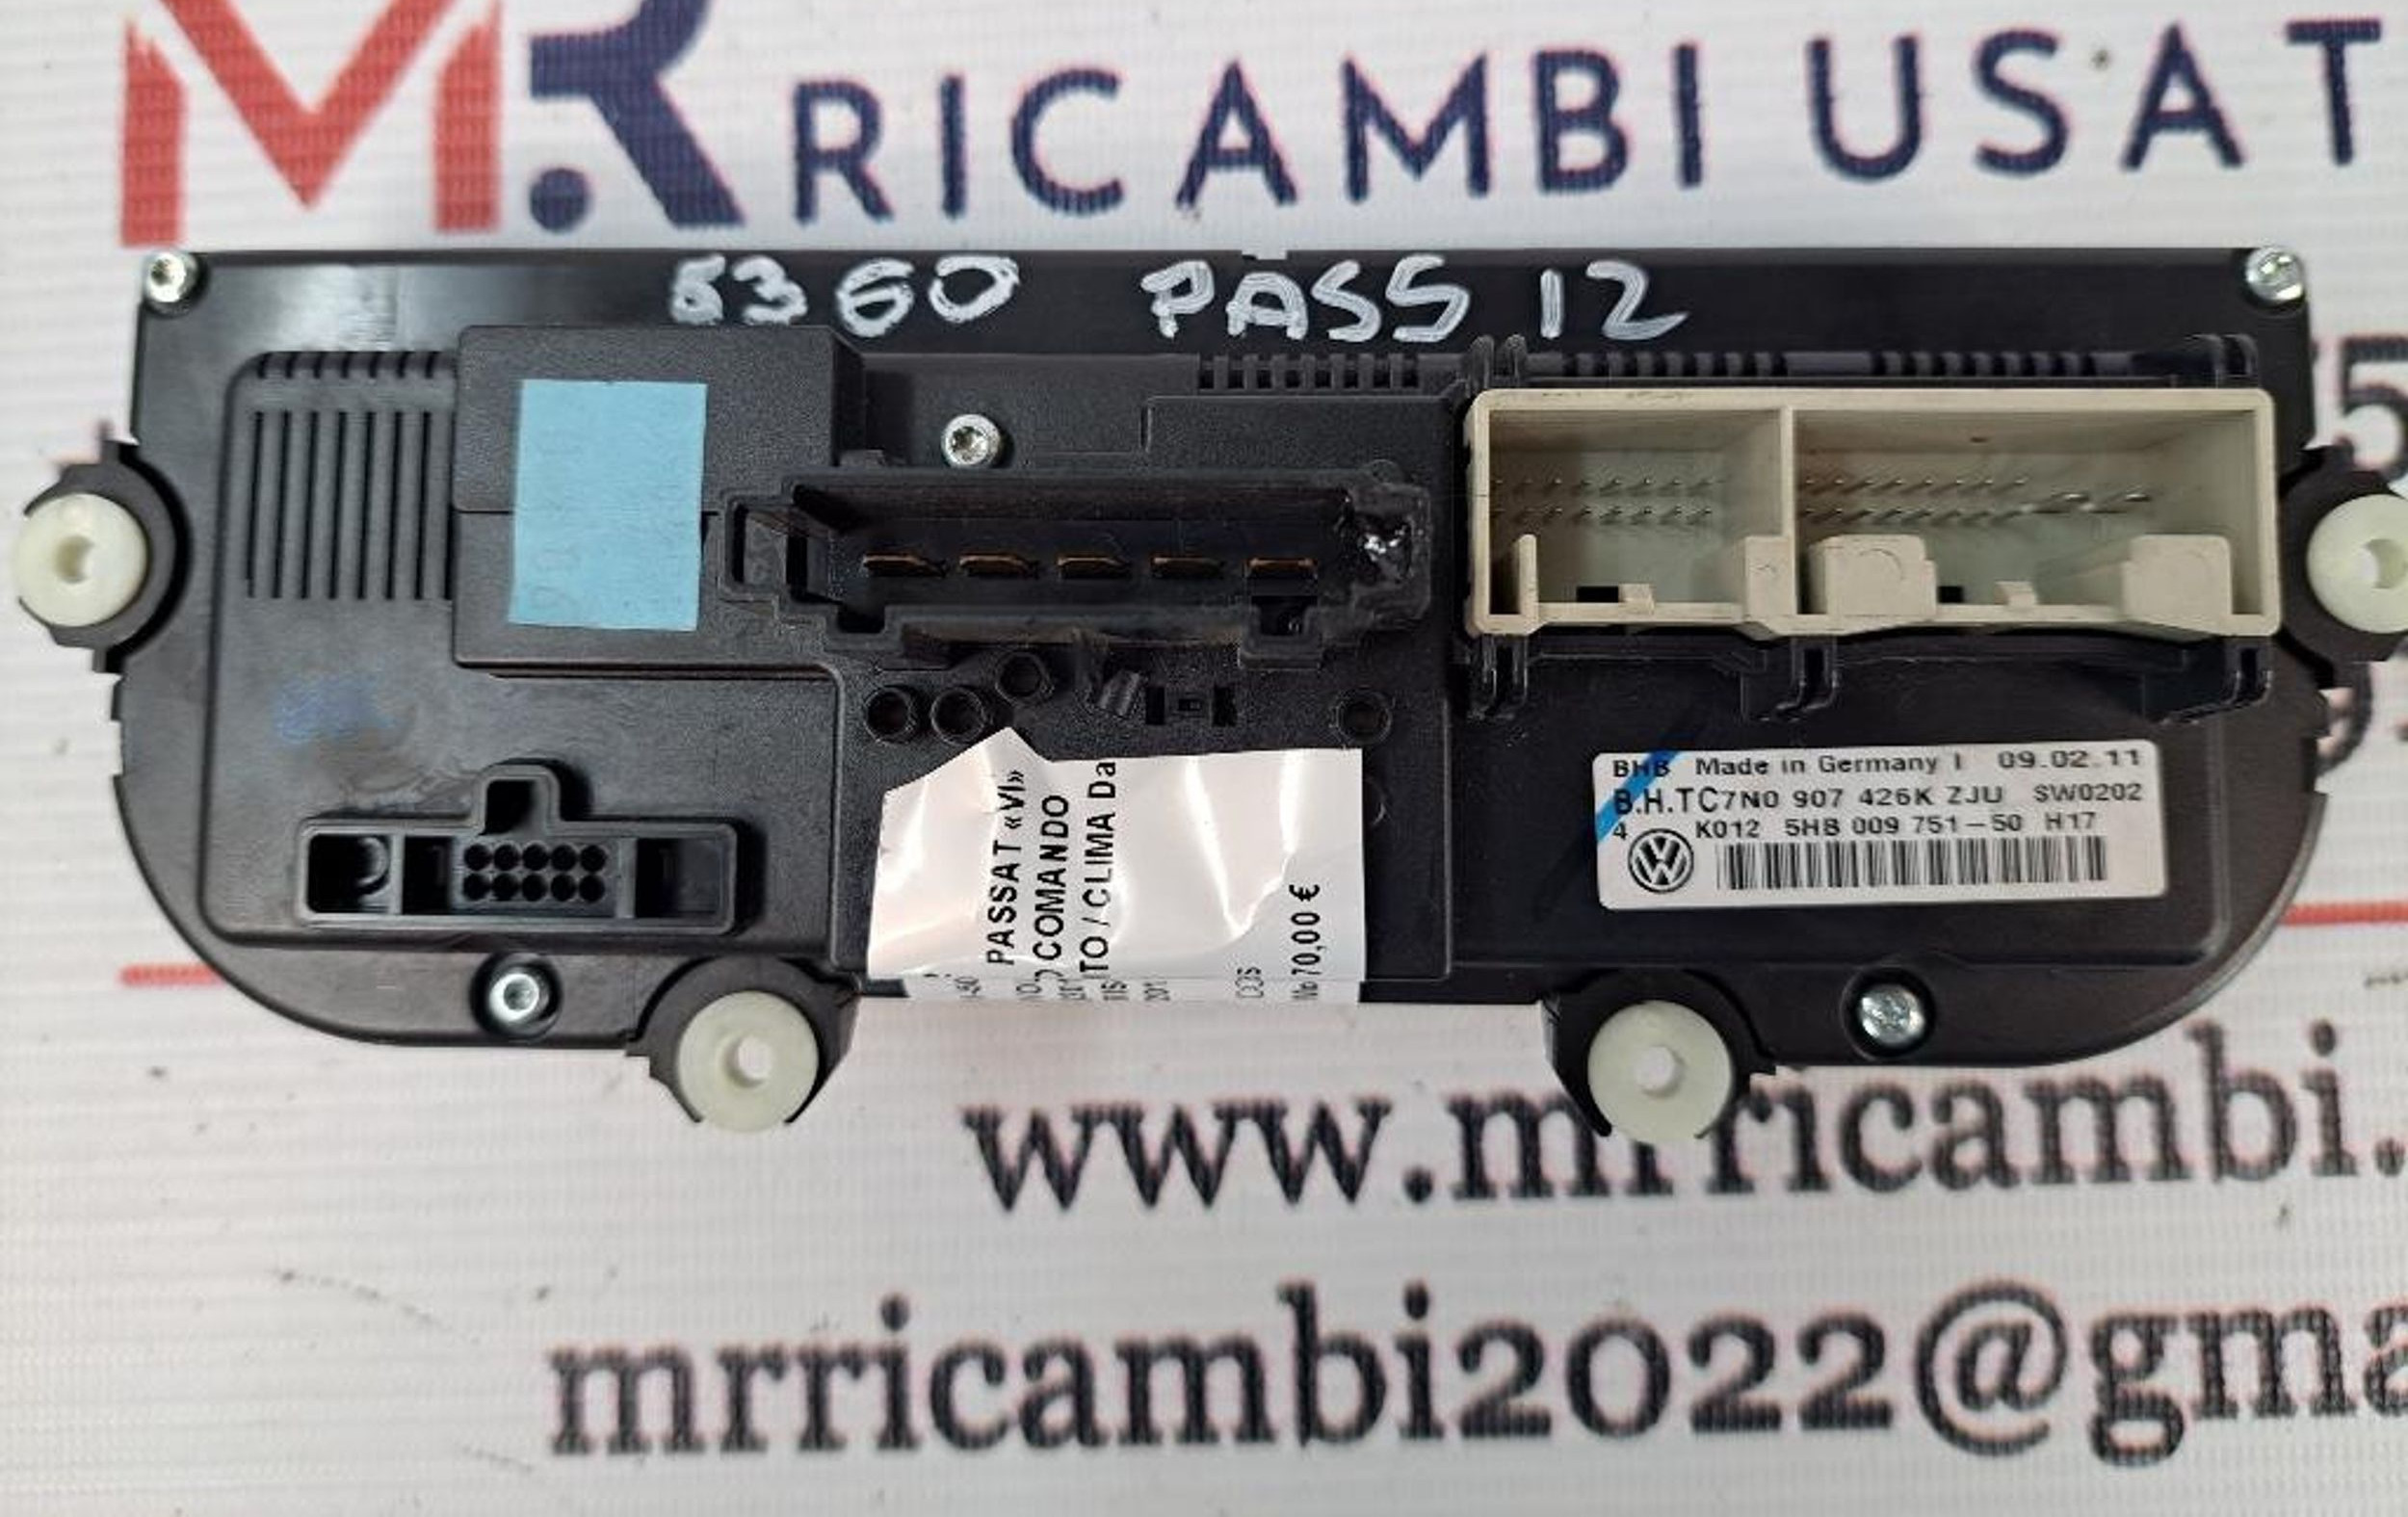 MR RICAMBI USAT
5360 PASS 12
BHB Made in Germany I 09.02.11
B.H.TC7N0 907 426K ZJU SW0202
4 K012 5HB 009 751-50 H17
PASSAT «VI»
COMANDO
TO / CLIMA Da
70,00 €
www.mrricambi.
mrricambi2022@gma